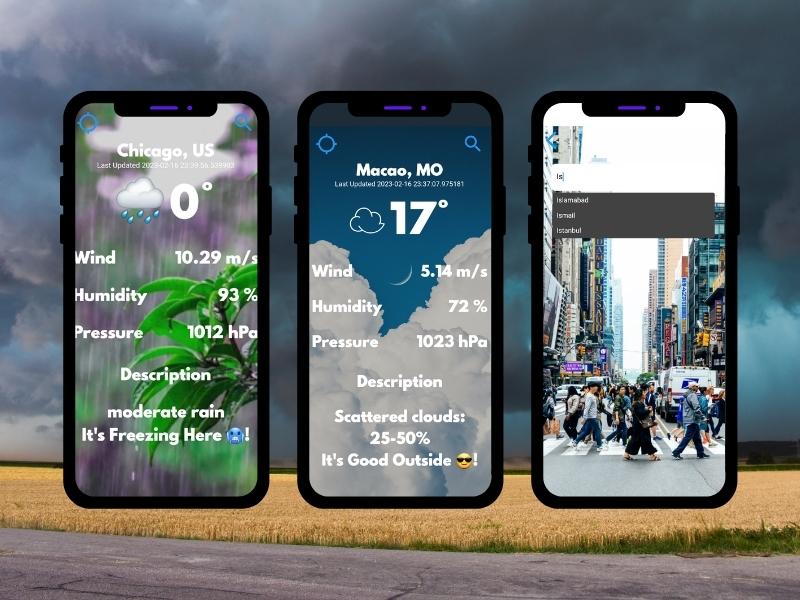 Chicago, US
Last Updated 2023-02-16 23:39:56.539903
0°
Wind 10.29 m/s
Humidity 93 %
Pressure 1012 hPa
Description
moderate rain
It's Freezing Here 🥶!
Macao, MO
Last Updated 2023-02-16 23:37:07.975181
17°
Wind 5.14 m/s
Humidity 72 %
Pressure 1023 hPa
Description
Scattered clouds:
25-50%
It's Good Outside 😎!
Is
Islamabad
Ismail
Istanbul